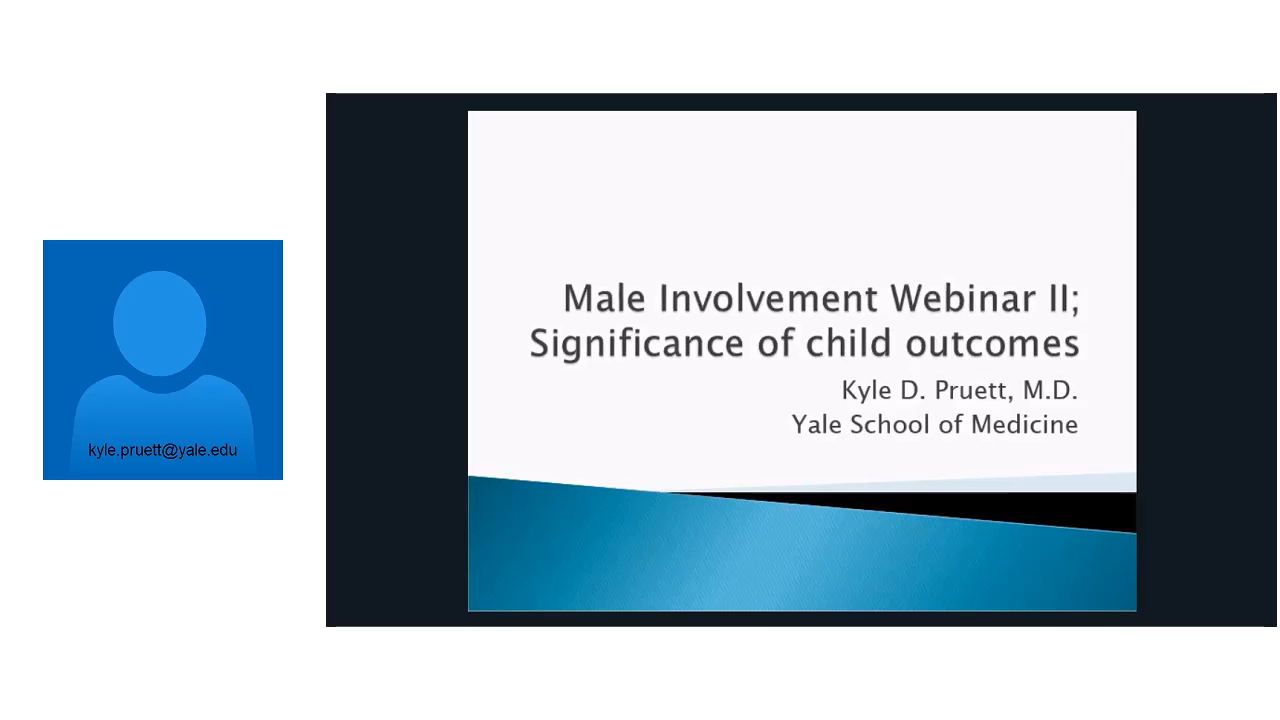 kyle.pruett@yale.edu
Male Involvement Webinar II;
Significance of child outcomes
Kyle D. Pruett, M.D.
Yale School of Medicine